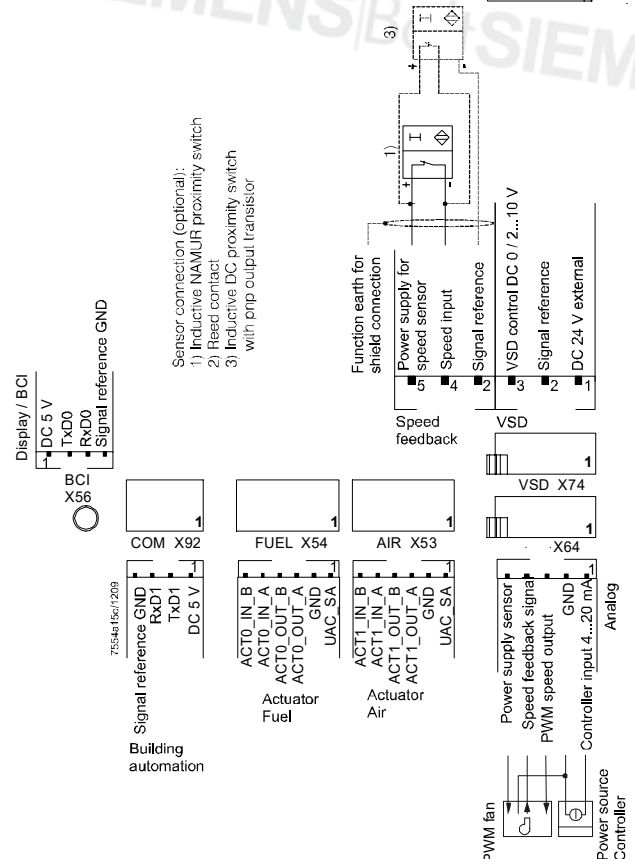 SIEMENS
SIEM
Display / BCI
1
DC 5 V
TxD0
RxD0
Signal reference GND
BCI
X56
Sensor connection (optional):
1) Inductive NAMUR proximity switch
2) Reed contact
3) Inductive DC proximity switch
with pnp output transistor
3)
I
+
-
1)
I
+
-
Function earth for
shield connection
Power supply for
speed sensor
Speed input
Signal reference
VSD control DC 0 / 2...10 V
Signal reference
DC 24 V external
5
4
2
3
2
1
Speed
feedback
VSD
1
COM X92
1
FUEL X54
1
AIR X53
1
VSD X74
1
X64
7554a15c/1209
1
Signal reference GND
RxD1
TxD1
DC 5 V
Building
automation
1
ACT0_IN_B
ACT0_IN_A
ACT0_OUT_B
ACT0_OUT_A
GND
UAC_SA
Actuator
Fuel
1
ACT1_IN_B
ACT1_IN_A
ACT1_OUT_B
ACT1_OUT_A
GND
UAC_SA
Actuator
Air
1
Power supply sensor
Speed feedback signal
PWM speed output
GND
Controller input 4...20 mA
Analog
PWM fan
Power source
Controller